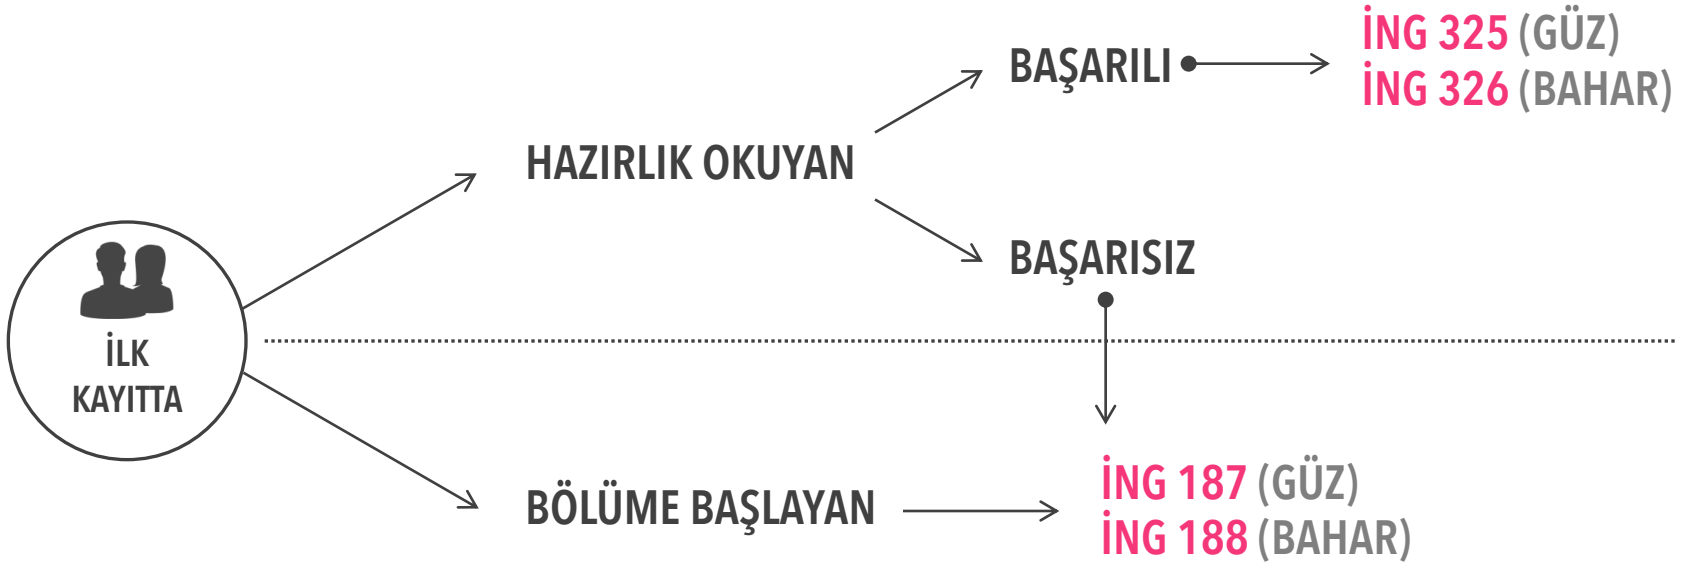 İLK
KAYITTA
HAZIRLIK OKUYAN
BAŞARILI
İNG 325 (GÜZ)
İNG 326 (BAHAR)
BAŞARISIZ
BÖLÜME BAŞLAYAN
İNG 187 (GÜZ)
İNG 188 (BAHAR)